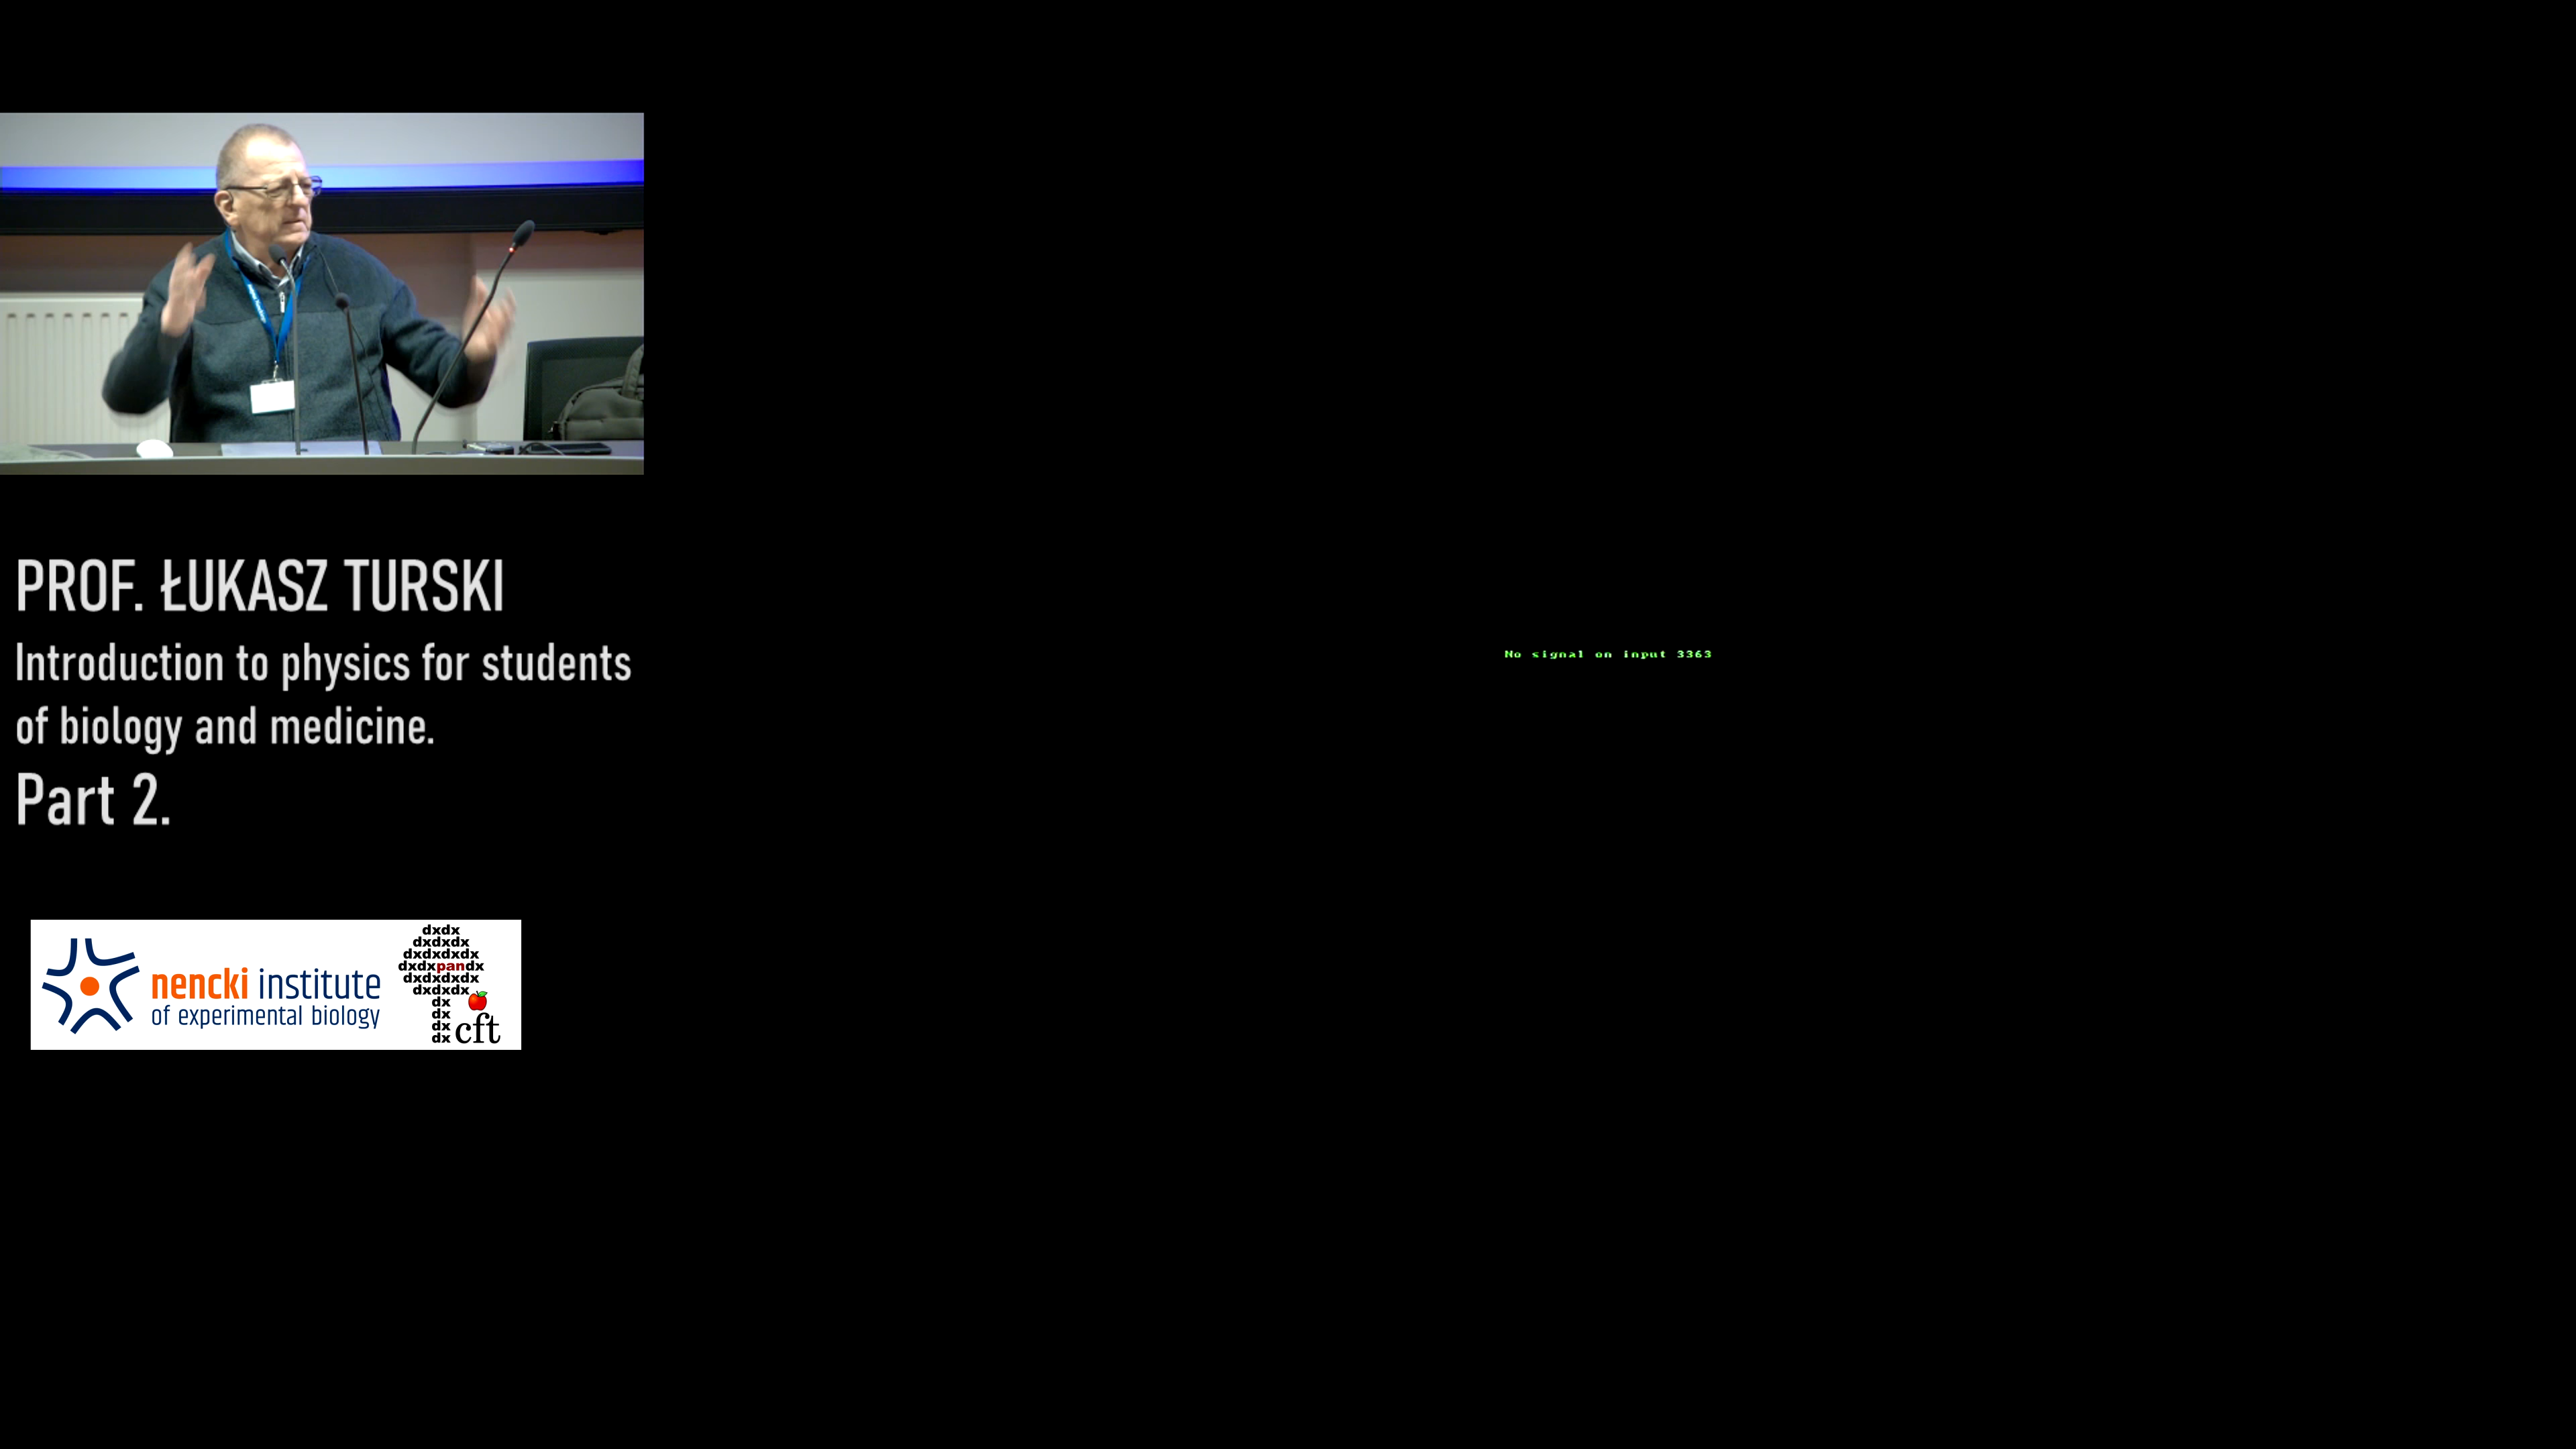 PROF. ŁUKASZ TURSKI
Introduction to physics for students
of biology and medicine.
Part 2.
nencki institute
of experimental biology
dxdx
dxdxdx
dxdxdxdx
dxdxpandx
dxdxdxdx
dxdxdx
dx
dx
dx
dx cft
No signal on input 3363